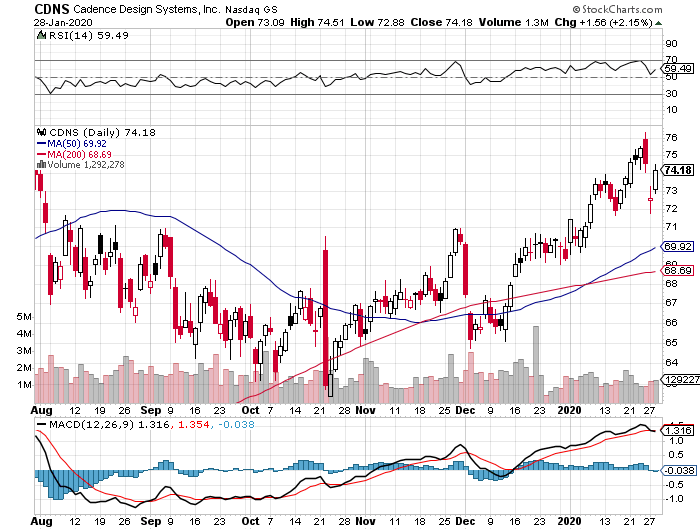 CDNS Cadence Design Systems, Inc. Nasdaq GS © StockCharts.com
28-Jan-2020 Open 73.09 High 74.51 Low 72.88 Close 74.18 Volume 1.3M Chg +1.56 (+2.15%)
RSI(14) 59.49
90
70
59.49
50
30
10
CDNS (Daily) 74.18
MA(50) 69.92
MA(200) 68.69
Volume 1,292,278
76
75
74.18
73
72
71
69.92
69
68.69
68
67
66
65
64
5M
4M
3M
2M
1M
129227
Aug 12 19 26 Sep 9 16 23 Oct 7 14 21 28 Nov 11 18 25 Dec 9 16 23 2020 13 21 27
MACD(12,26,9) 1.316, 1.354, -0.038
1.316
1.0
0.5
-0.038
-0.5
-1.0
Aug 12 19 26 Sep 9 16 23 Oct 7 14 21 28 Nov 11 18 25 Dec 9 16 23 2020 13 21 27